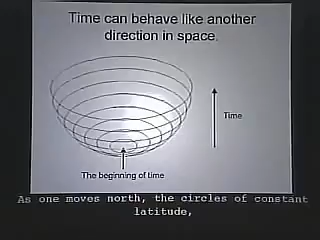 Time can behave like another
direction in space.
Time
The beginning of time
As one moves north, the circles of constant
latitude,